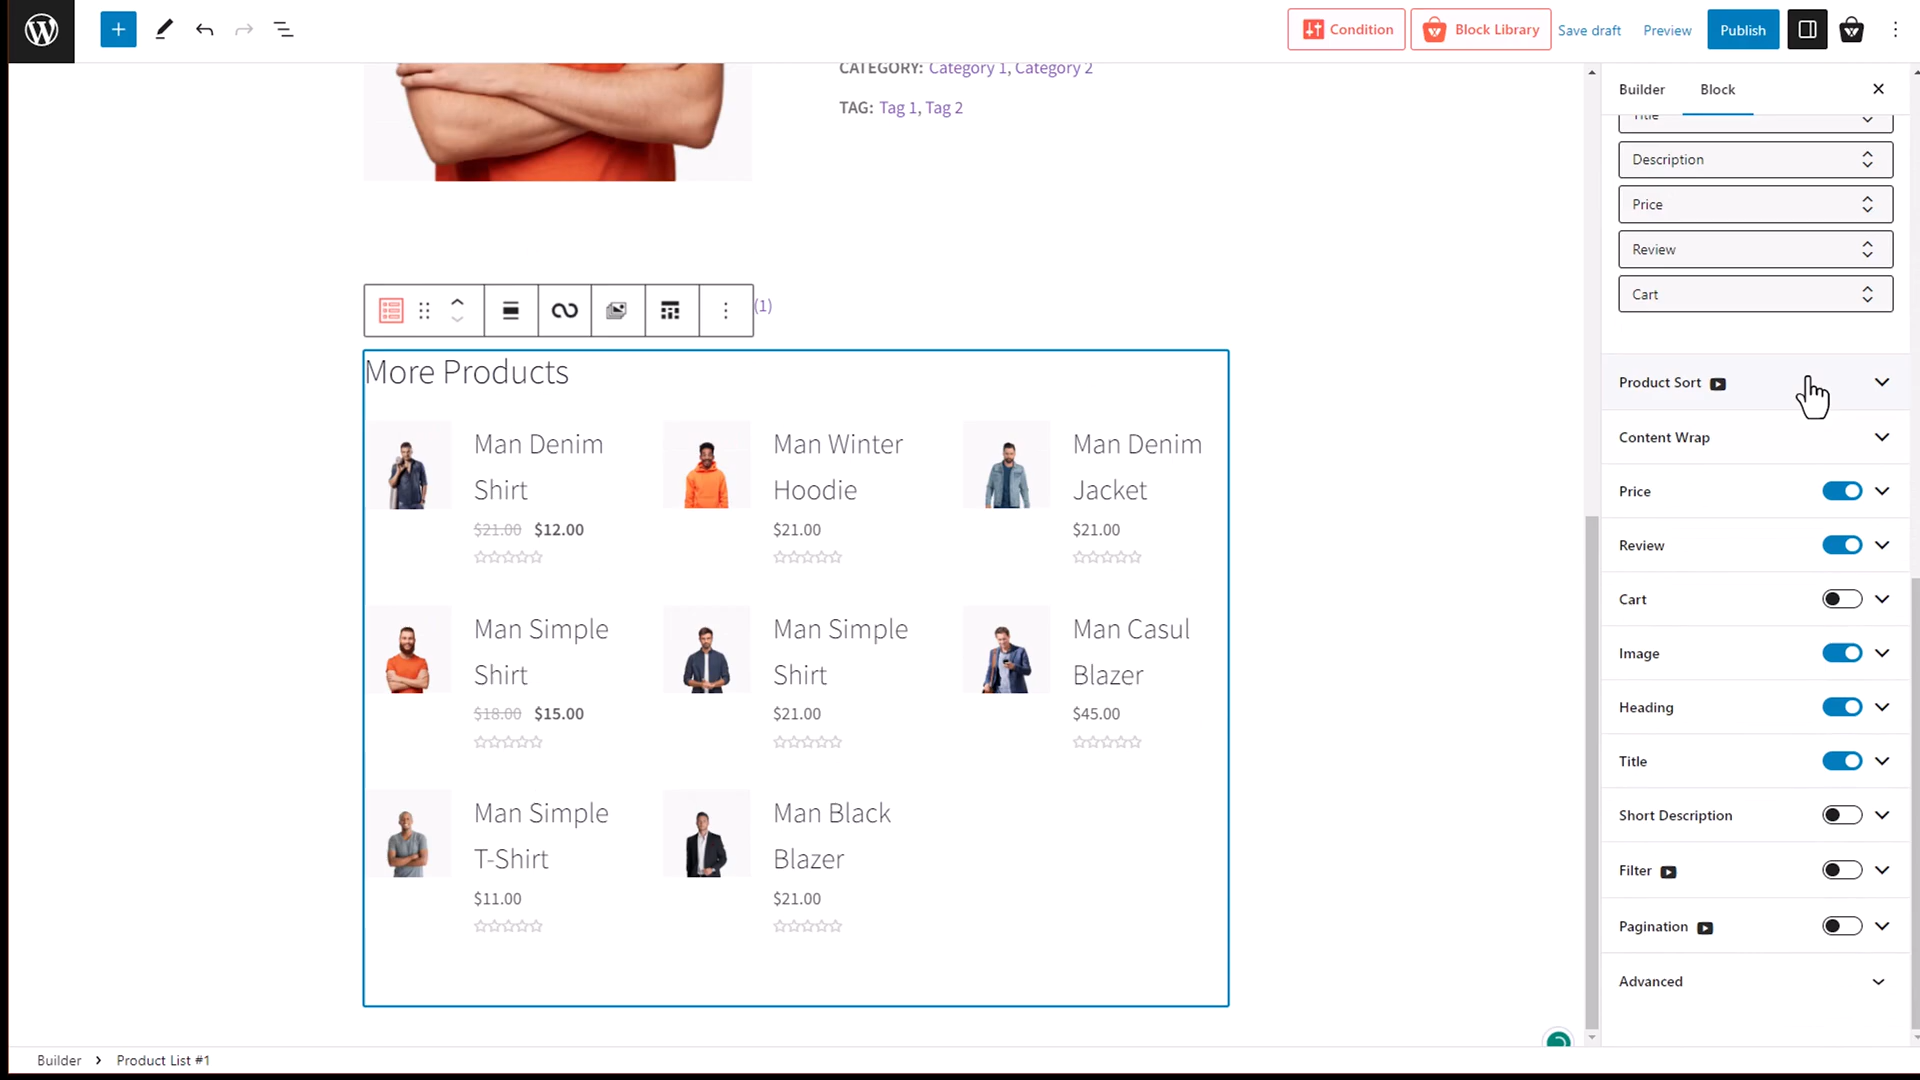 Condition
Block Library
Save draft
Preview
Publish
CATEGORY: Category 1, Category 2
TAG: Tag 1, Tag 2
(1)
More Products
Man Denim
Shirt
$21.00 $12.00
Man Winter
Hoodie
$21.00
Man Denim
Jacket
$21.00
Man Simple
Shirt
$18.00 $15.00
Man Simple
Shirt
$21.00
Man Casul
Blazer
$45.00
Man Simple
T-Shirt
$11.00
Man Black
Blazer
$21.00
Builder
Block
Title
Description
Price
Review
Cart
Product Sort
Content Wrap
Price
Review
Cart
Image
Heading
Title
Short Description
Filter
Pagination
Advanced
Builder
Product List #1